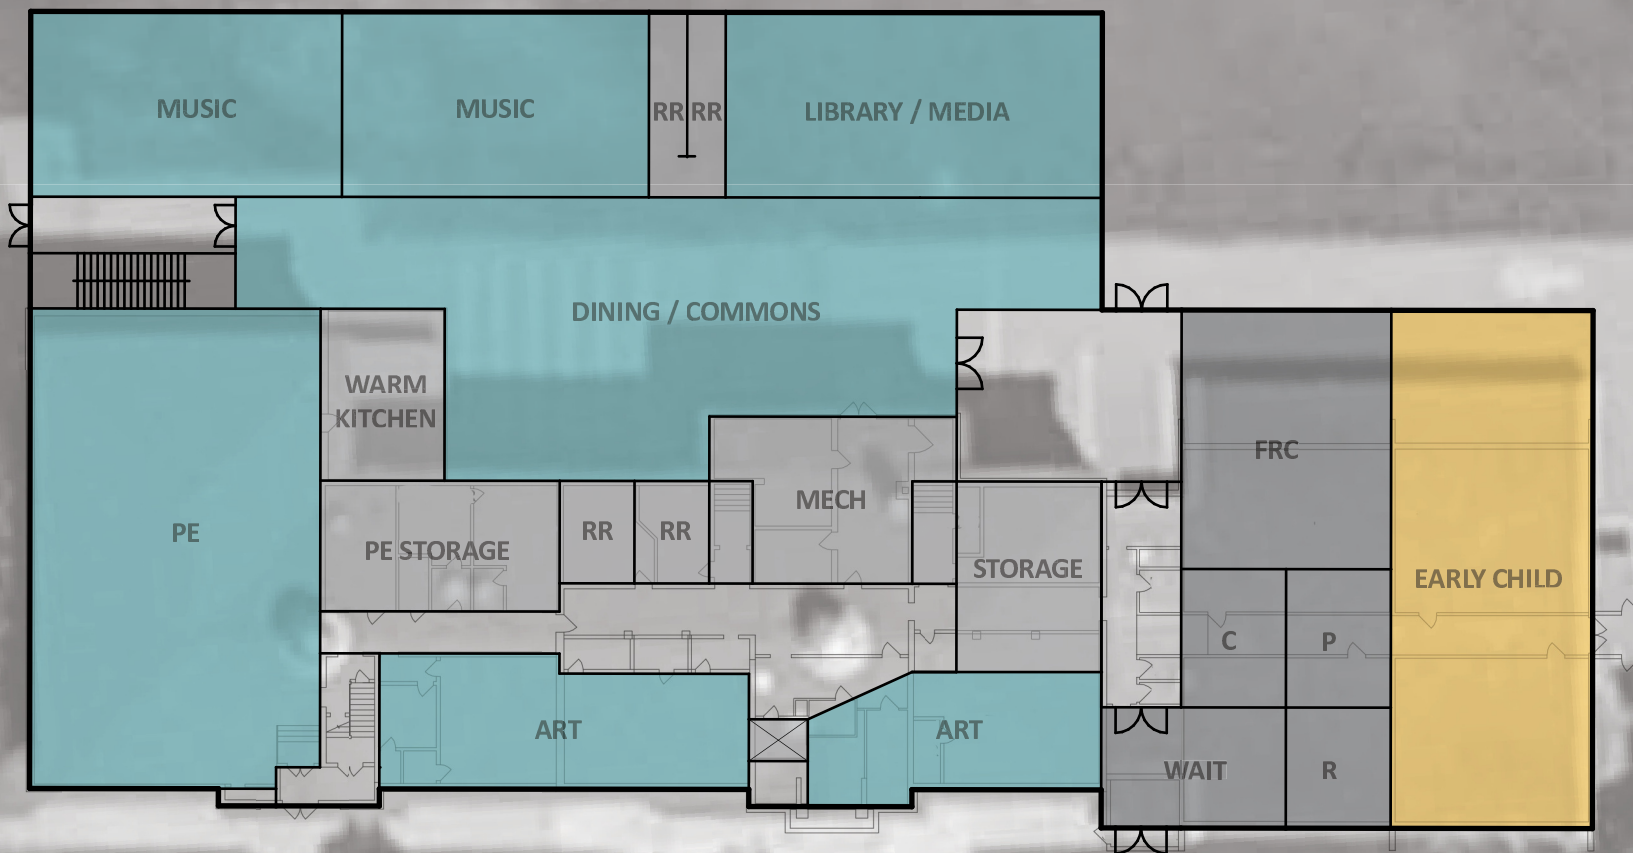 MUSIC
MUSIC
RR
RR
LIBRARY / MEDIA
DINING / COMMONS
WARM
KITCHEN
FRC
MECH
PE
PE STORAGE
RR
RR
STORAGE
EARLY CHILD
C
P
ART
ART
WAIT
R